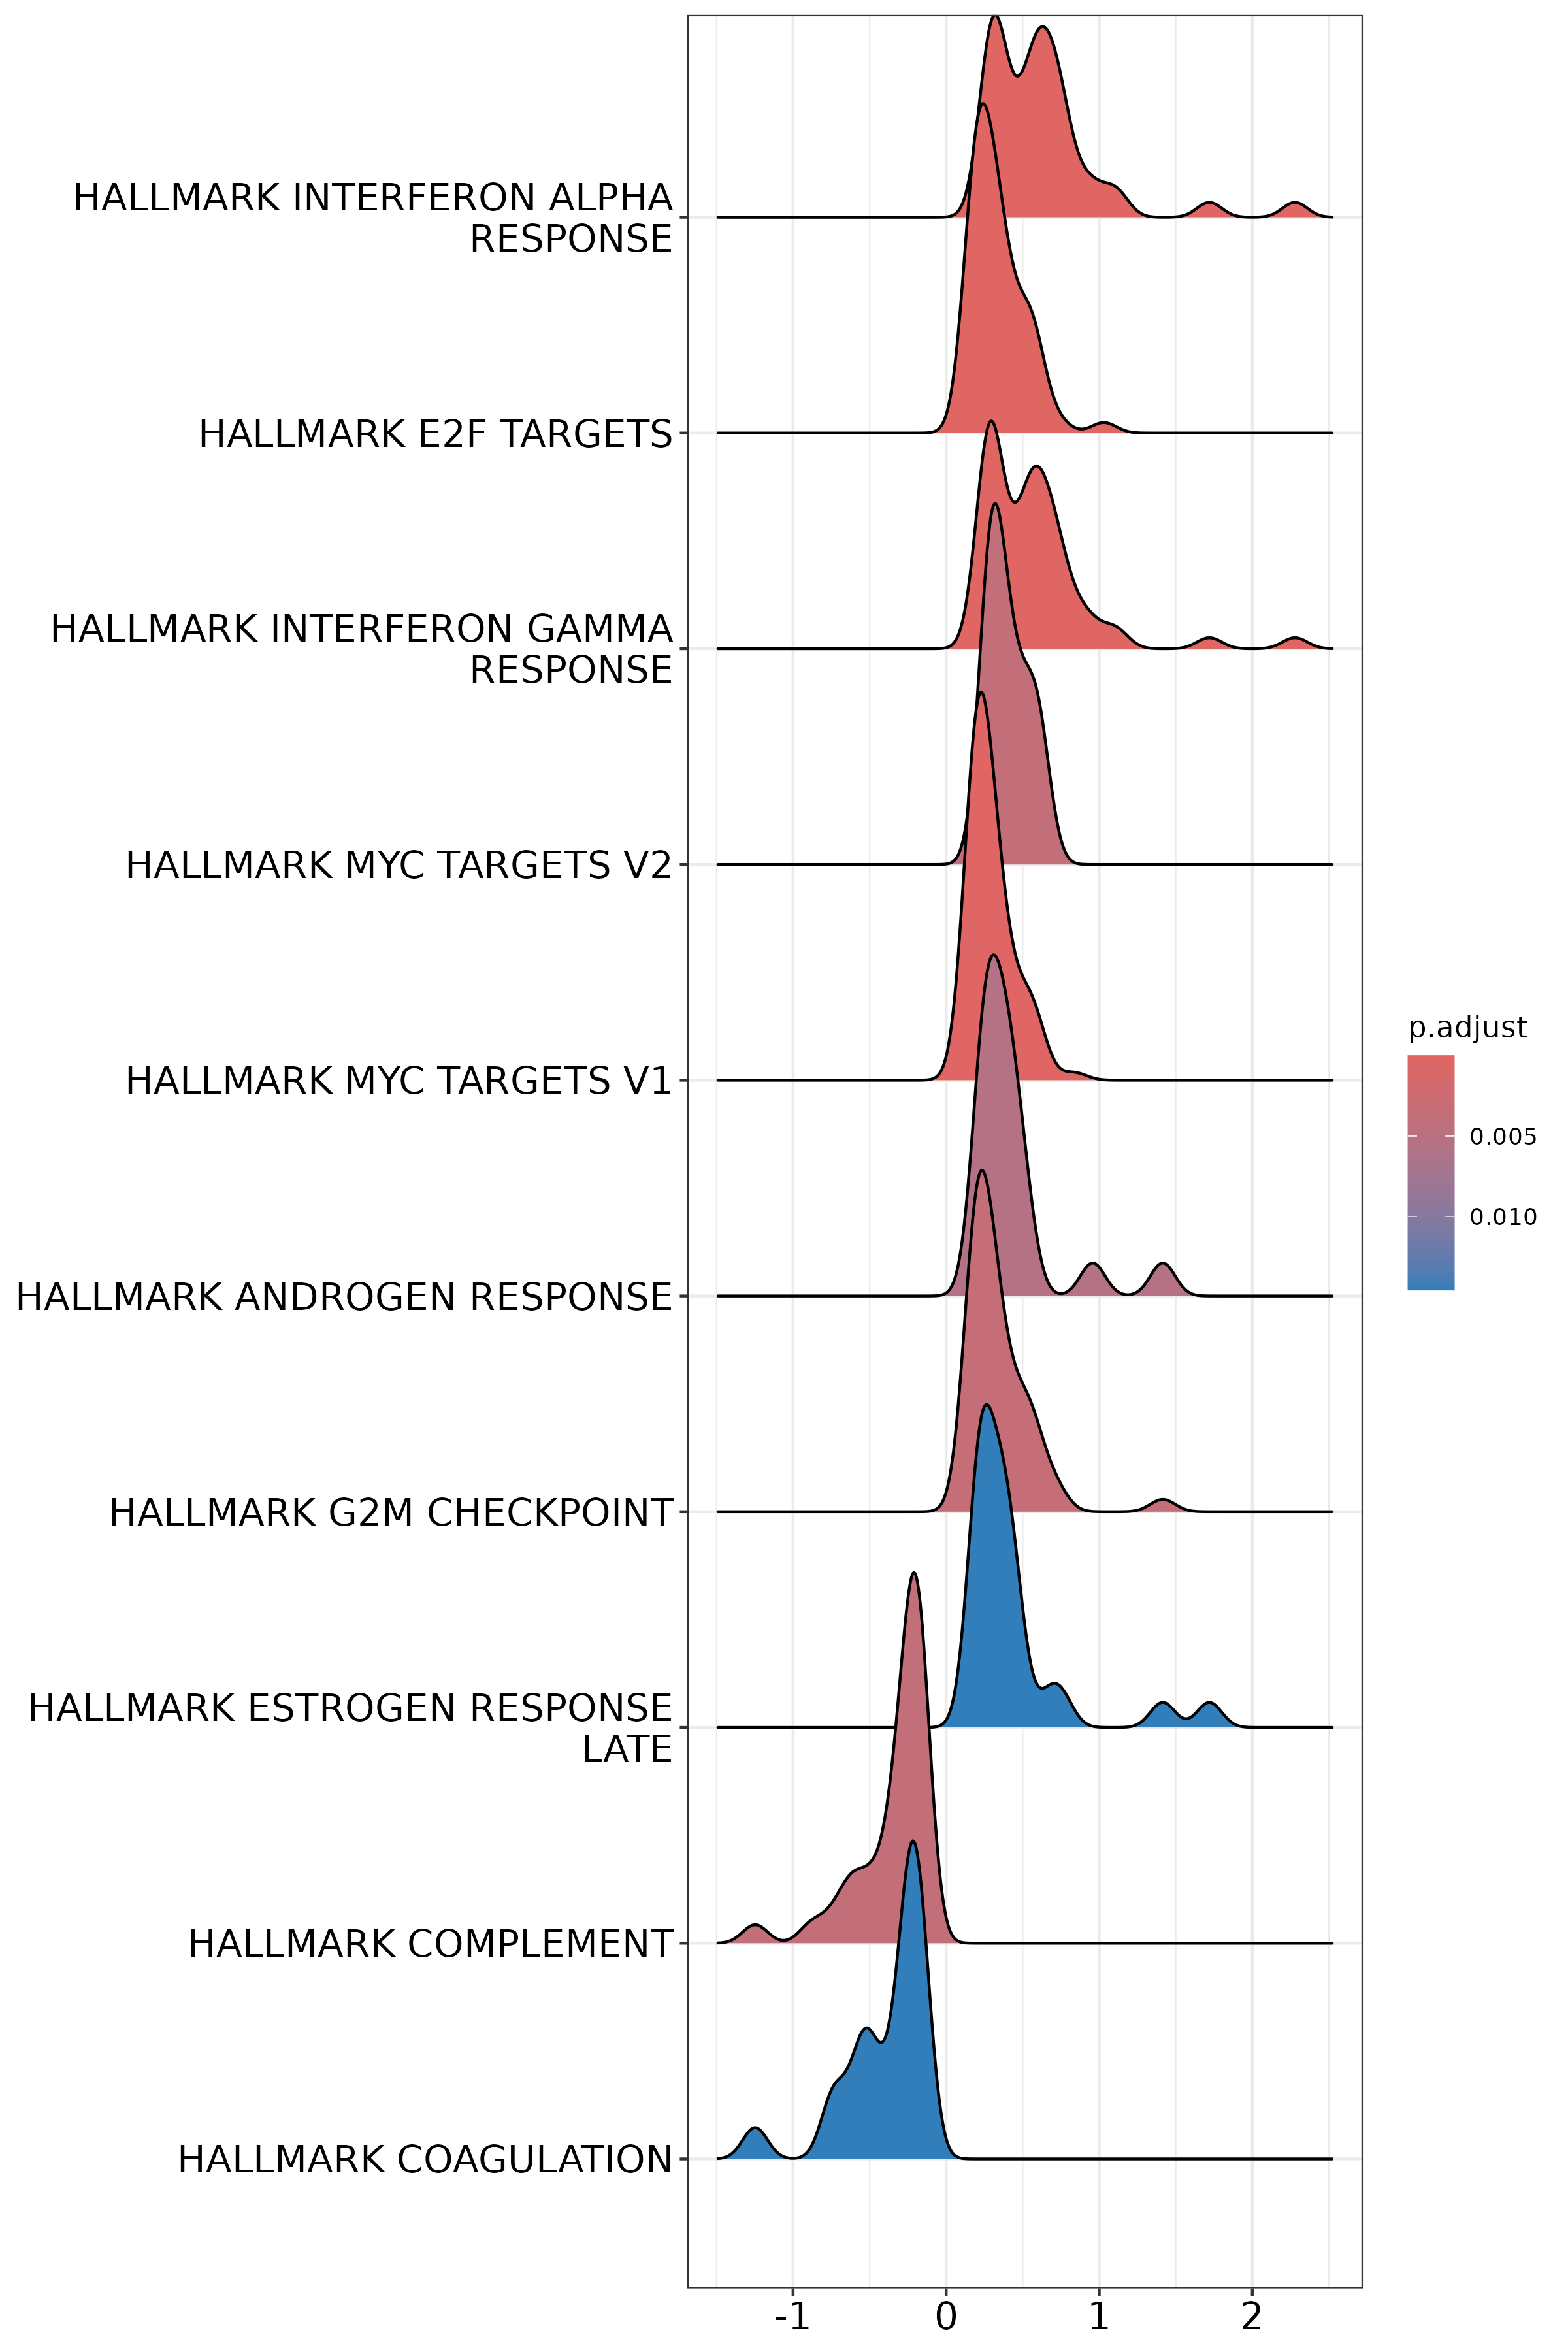 HALLMARK INTERFERON ALPHA
RESPONSE
HALLMARK E2F TARGETS
HALLMARK INTERFERON GAMMA
RESPONSE
HALLMARK MYC TARGETS V2
HALLMARK MYC TARGETS V1
HALLMARK ANDROGEN RESPONSE
HALLMARK G2M CHECKPOINT
HALLMARK ESTROGEN RESPONSE
LATE
HALLMARK COMPLEMENT
HALLMARK COAGULATION
-1 0 1 2
p.adjust
0.005
0.010